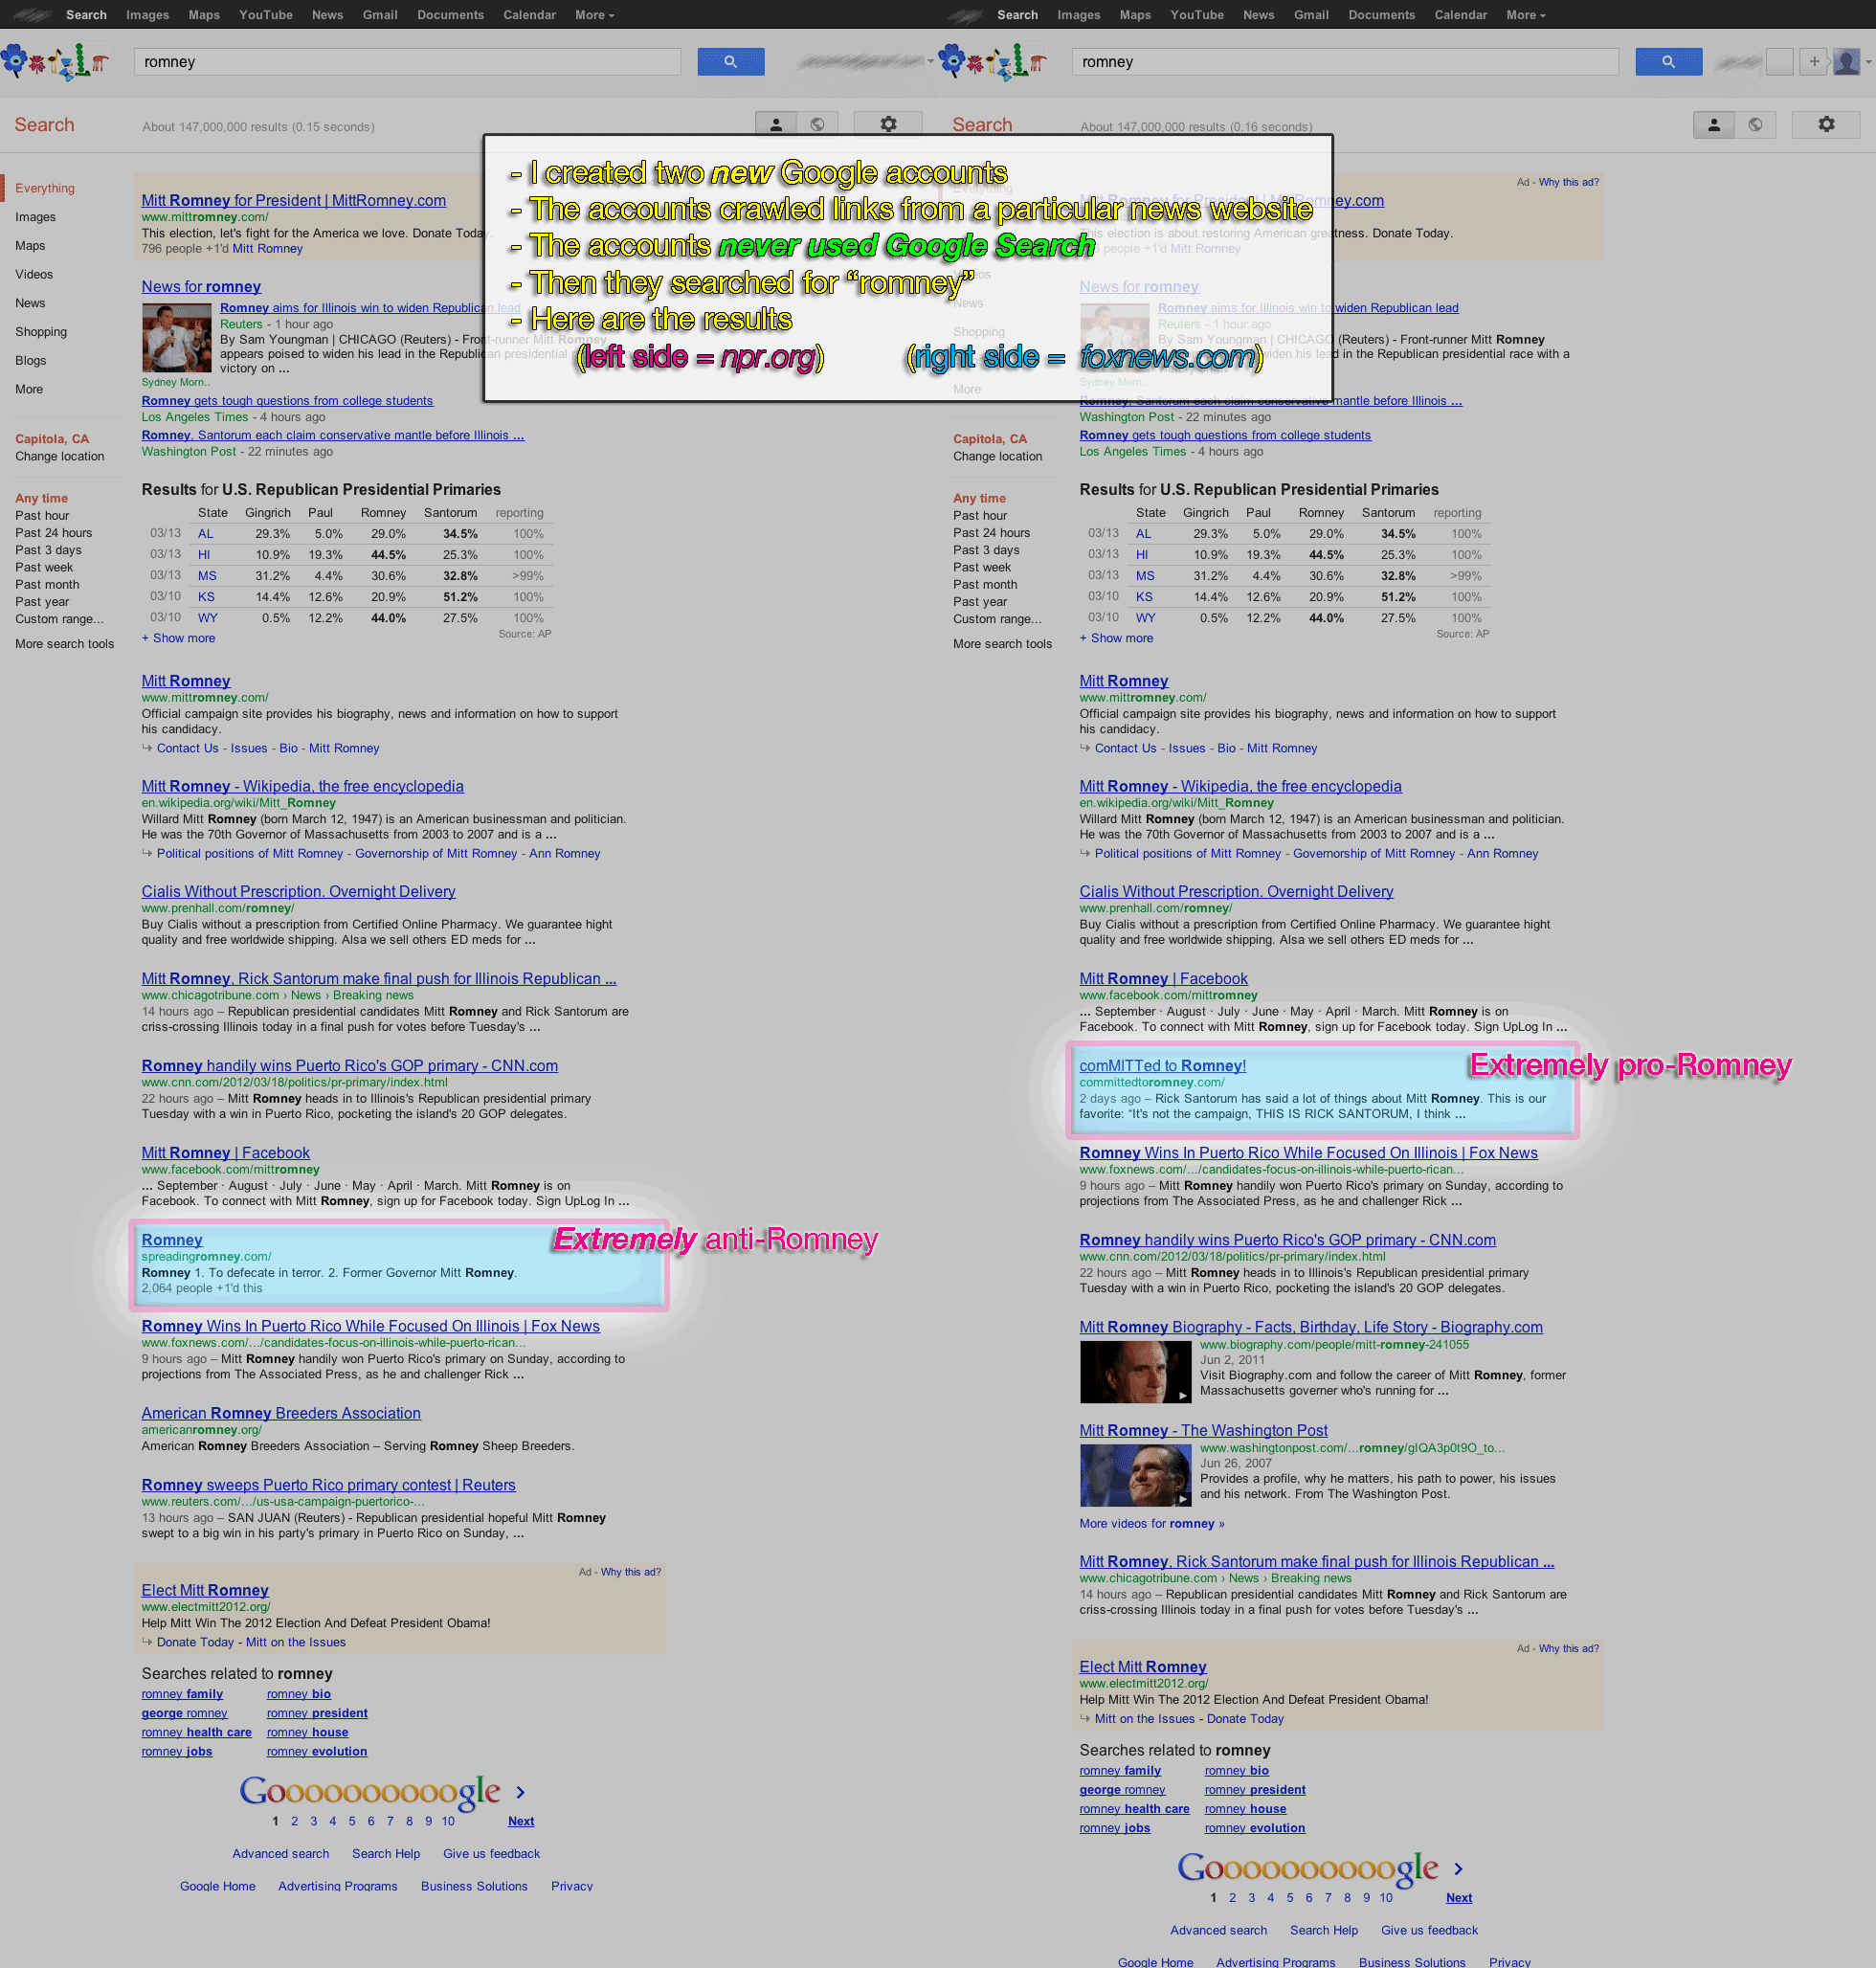 Search Images Maps YouTube News Gmail Documents Calendar More
romney
Search
About 147,000,000 results (0.15 seconds)
Everything
Images
Maps
Videos
News
Shopping
Blogs
More
Capitola, CA
Change location
Any time
Past hour
Past 24 hours
Past 3 days
Past week
Past month
Past year
Custom range...
More search tools
Mitt Romney for President | MittRomney.com
www.mittromney.com/
This election, let's fight for the America we love. Donate Today.
796 people +1'd Mitt Romney
News for romney
Romney aims for Illinois win to widen Republican lead
Reuters - 1 hour ago
By Sam Youngman | CHICAGO (Reuters) - Front-runner Mitt Romney
appears poised to widen his lead in the Republican presidential
victory on ...
Sydney Morn..
Romney gets tough questions from college students
Los Angeles Times - 4 hours ago
Romney, Santorum each claim conservative mantle before Illinois ...
Washington Post - 22 minutes ago
Results for U.S. Republican Presidential Primaries
State Gingrich Paul Romney Santorum reporting
03/13 AL 29.3% 5.0% 29.0% 34.5% 100%
03/13 HI 10.9% 19.3% 44.5% 25.3% 100%
03/13 MS 31.2% 4.4% 30.6% 32.8% >99%
03/10 KS 14.4% 12.6% 20.9% 51.2% 100%
03/10 WY 0.5% 12.2% 44.0% 27.5% 100%
+ Show more
Source: AP
Mitt Romney
www.mittromney.com/
Official campaign site provides his biography, news and information on how to support
his candidacy.
Contact Us - Issues - Bio - Mitt Romney
Mitt Romney - Wikipedia, the free encyclopedia
en.wikipedia.org/wiki/Mitt_Romney
Willard Mitt Romney (born March 12, 1947) is an American businessman and politician.
He was the 70th Governor of Massachusetts from 2003 to 2007 and is a ...
Political positions of Mitt Romney - Governorship of Mitt Romney - Ann Romney
Cialis Without Prescription. Overnight Delivery
www.prenhall.com/romney/
Buy Cialis without a prescription from Certified Online Pharmacy. We guarantee hight
quality and free worldwide shipping. Alsa we sell others ED meds for ...
Mitt Romney, Rick Santorum make final push for Illinois Republican ...
www.chicagotribune.com › News › Breaking news
14 hours ago – Republican presidential candidates Mitt Romney and Rick Santorum are
criss-crossing Illinois today in a final push for votes before Tuesday's ...
Romney handily wins Puerto Rico's GOP primary - CNN.com
www.cnn.com/2012/03/18/politics/pr-primary/index.html
22 hours ago – Mitt Romney heads in to Illinois's Republican presidential primary
Tuesday with a win in Puerto Rico, pocketing the island's 20 GOP delegates.
Mitt Romney | Facebook
www.facebook.com/mittromney
... September · August · July · June · May · April · March. Mitt Romney is on
Facebook. To connect with Mitt Romney, sign up for Facebook today. Sign UpLog In ...
Romney
spreadingromney.com/
Romney 1. To defecate in terror. 2. Former Governor Mitt Romney.
2,064 people +1'd this
Extremely anti-Romney
Romney Wins In Puerto Rico While Focused On Illinois | Fox News
www.foxnews.com/.../candidates-focus-on-illinois-while-puerto-rican...
9 hours ago – Mitt Romney handily won Puerto Rico's primary on Sunday, according to
projections from The Associated Press, as he and challenger Rick ...
American Romney Breeders Association
americanromney.org/
American Romney Breeders Association – Serving Romney Sheep Breeders.
Romney sweeps Puerto Rico primary contest | Reuters
www.reuters.com/.../us-usa-campaign-puertorico-...
13 hours ago – SAN JUAN (Reuters) - Republican presidential hopeful Mitt Romney
swept to a big win in his party's primary in Puerto Rico on Sunday, ...
Ad - Why this ad?
Elect Mitt Romney
www.electmitt2012.org/
Help Mitt Win The 2012 Election And Defeat President Obama!
Donate Today - Mitt on the Issues
Searches related to romney
romney family romney bio
george romney romney president
romney health care romney house
romney jobs romney evolution
Goooooooooogle
1 2 3 4 5 6 7 8 9 10 Next
Advanced search Search Help Give us feedback
Google Home Advertising Programs Business Solutions Privacy
- I created two new Google accounts
- The accounts crawled links from a particular news website
- The accounts never used Google Search
- Then they searched for “romney”
- Here are the results
(left side = npr.org) (right side = foxnews.com)
Search Images Maps YouTube News Gmail Documents Calendar More
romney
Search
About 147,000,000 results (0.16 seconds)
Everything
Videos
News
Shopping
More
Capitola, CA
Change location
Any time
Past hour
Past 24 hours
Past 3 days
Past week
Past month
Past year
Custom range...
More search tools
Ad - Why this ad?
Mitt Romney for President | MittRomney.com
This election is about restoring American greatness. Donate Today.
people +1'd Mitt Romney
News for romney
Romney aims for Illinois win to widen Republican lead
Reuters - 1 hour ago
By Sam Youngman | CHICAGO (Reuters) - Front-runner Mitt Romney
appears poised to widen his lead in the Republican presidential race with a
Sydney Morn..
Romney, Santorum each claim conservative mantle before Illinois ...
Washington Post - 22 minutes ago
Romney gets tough questions from college students
Los Angeles Times - 4 hours ago
Results for U.S. Republican Presidential Primaries
State Gingrich Paul Romney Santorum reporting
03/13 AL 29.3% 5.0% 29.0% 34.5% 100%
03/13 HI 10.9% 19.3% 44.5% 25.3% 100%
03/13 MS 31.2% 4.4% 30.6% 32.8% >99%
03/10 KS 14.4% 12.6% 20.9% 51.2% 100%
03/10 WY 0.5% 12.2% 44.0% 27.5% 100%
+ Show more
Source: AP
Mitt Romney
www.mittromney.com/
Official campaign site provides his biography, news and information on how to support
his candidacy.
Contact Us - Issues - Bio - Mitt Romney
Mitt Romney - Wikipedia, the free encyclopedia
en.wikipedia.org/wiki/Mitt_Romney
Willard Mitt Romney (born March 12, 1947) is an American businessman and politician.
He was the 70th Governor of Massachusetts from 2003 to 2007 and is a ...
Political positions of Mitt Romney - Governorship of Mitt Romney - Ann Romney
Cialis Without Prescription. Overnight Delivery
www.prenhall.com/romney/
Buy Cialis without a prescription from Certified Online Pharmacy. We guarantee hight
quality and free worldwide shipping. Alsa we sell others ED meds for ...
Mitt Romney | Facebook
www.facebook.com/mittromney
... September · August · July · June · May · April · March. Mitt Romney is on
Facebook. To connect with Mitt Romney, sign up for Facebook today. Sign UpLog In ...
comMITTed to Romney!
committedtoromney.com/
2 days ago – Rick Santorum has said a lot of things about Mitt Romney. This is our
favorite: “It's not the campaign, THIS IS RICK SANTORUM, I think ...
Extremely pro-Romney
Romney Wins In Puerto Rico While Focused On Illinois | Fox News
www.foxnews.com/.../candidates-focus-on-illinois-while-puerto-rican...
9 hours ago – Mitt Romney handily won Puerto Rico's primary on Sunday, according to
projections from The Associated Press, as he and challenger Rick ...
Romney handily wins Puerto Rico's GOP primary - CNN.com
www.cnn.com/2012/03/18/politics/pr-primary/index.html
22 hours ago – Mitt Romney heads in to Illinois's Republican presidential primary
Tuesday with a win in Puerto Rico, pocketing the island's 20 GOP delegates.
Mitt Romney Biography - Facts, Birthday, Life Story - Biography.com
www.biography.com/people/mitt-romney-241055
Jun 2, 2011
Visit Biography.com and follow the career of Mitt Romney, former
Massachusetts governor who's running for ...
Mitt Romney - The Washington Post
www.washingtonpost.com/...romney/gIQA3p0t9O_to...
Jun 26, 2007
Provides a profile, why he matters, his path to power, his issues
and his network. From The Washington Post.
More videos for romney »
Mitt Romney, Rick Santorum make final push for Illinois Republican ...
www.chicagotribune.com › News › Breaking news
14 hours ago – Republican presidential candidates Mitt Romney and Rick Santorum are
criss-crossing Illinois today in a final push for votes before Tuesday's ...
Ad - Why this ad?
Elect Mitt Romney
www.electmitt2012.org/
Help Mitt Win The 2012 Election And Defeat President Obama!
Mitt on the Issues - Donate Today
Searches related to romney
romney family romney bio
george romney romney president
romney health care romney house
romney jobs romney evolution
Goooooooooogle
1 2 3 4 5 6 7 8 9 10 Next
Advanced search Search Help Give us feedback
Google Home Advertising Programs Business Solutions Privacy